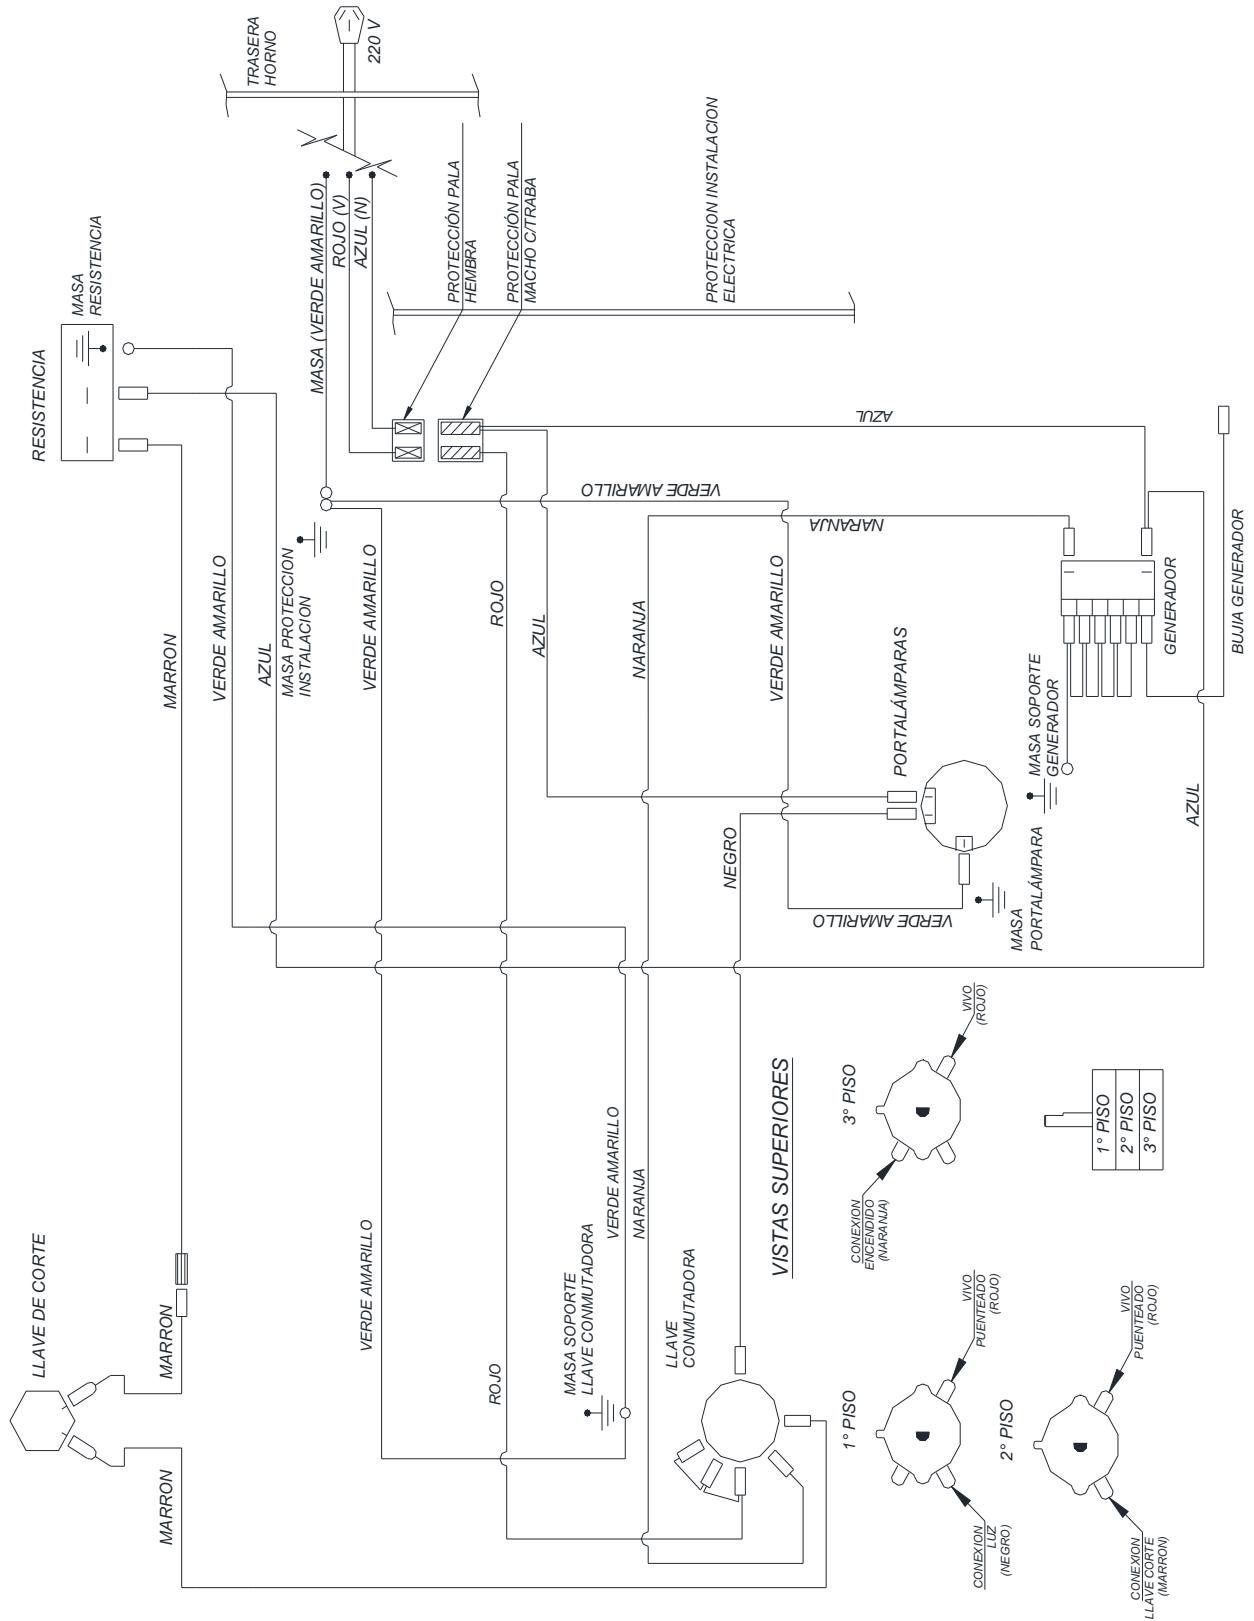 TRASERA
HORNO
220 V
MASA
RESISTENCIA
RESISTENCIA
MASA (VERDE AMARILLO)
ROJO (V)
AZUL (N)
PROTECCIÓN PALA
HEMBRA
PROTECCIÓN PALA
MACHO C/TRABA
PROTECCION INSTALACION
ELECTRICA
AZUL
VERDE AMARILLO
NARANJA
MARRON
VERDE AMARILLO
AZUL
MASA PROTECCION
INSTALACION
VERDE AMARILLO
ROJO
AZUL
NARANJA
VERDE AMARILLO
PORTALÁMPARAS
MASA SOPORTE
GENERADOR
GENERADOR
BUJIA GENERADOR
AZUL
NEGRO
VERDE AMARILLO
MASA
PORTALÁMPARA
LLAVE DE CORTE
MARRON
MARRON
VERDE AMARILLO
ROJO
MASA SOPORTE
LLAVE CONMUTADORA
VERDE AMARILLO
NARANJA
LLAVE
CONMUTADORA
VISTAS SUPERIORES
3° PISO
VIVO
(ROJO)
CONEXION
ENCENDIDO
(NARANJA)
1° PISO
2° PISO
3° PISO
1° PISO
VIVO
PUENTEADO
(ROJO)
CONEXION
LUZ
(NEGRO)
2° PISO
VIVO
PUENTEADO
(ROJO)
CONEXION
LLAVE CORTE
(MARRON)